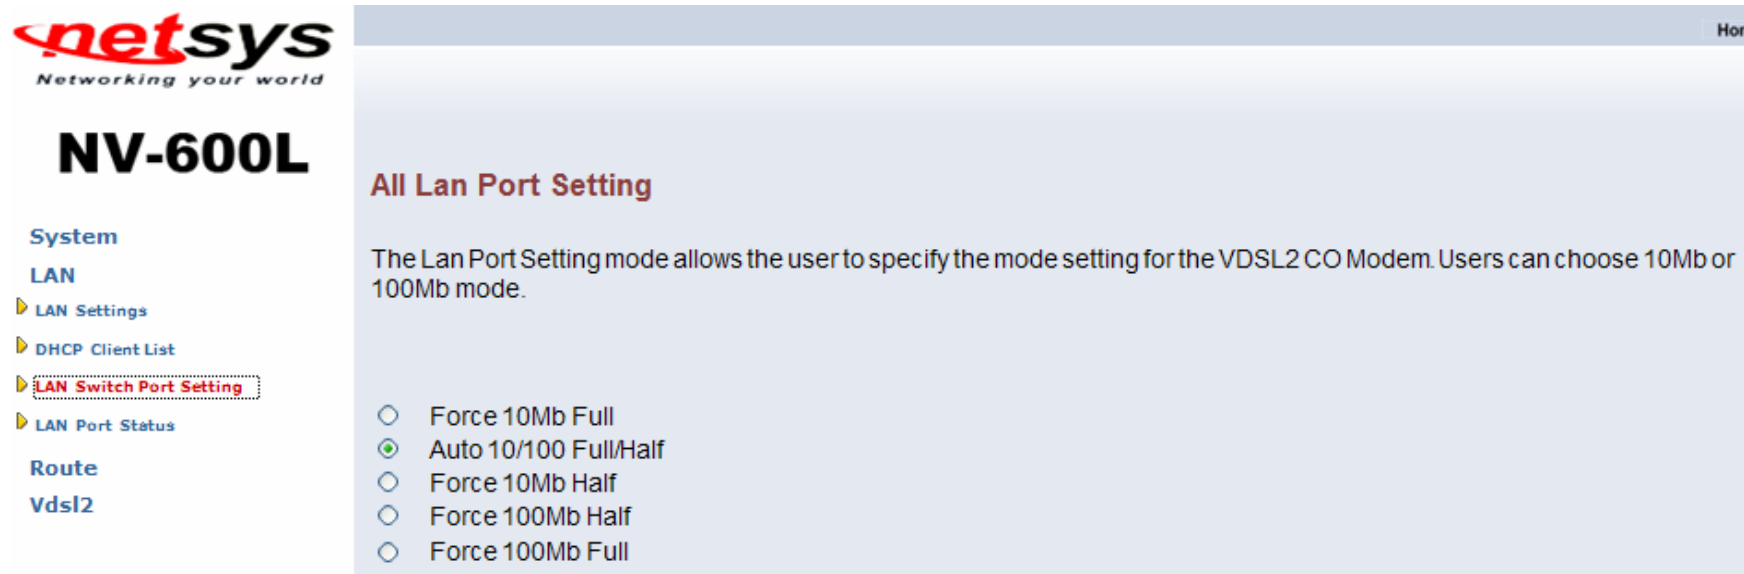 netsys
Networking your world
NV-600L
System
LAN
LAN Settings
DHCP Client List
LAN Switch Port Setting
LAN Port Status
Route
Vdsl2
All Lan Port Setting
The Lan Port Setting mode allows the user to specify the mode setting for the VDSL2 CO Modem. Users can choose 10Mb or
100Mb mode.
Force 10Mb Full
Auto 10/100 Full/Half
Force 10Mb Half
Force 100Mb Half
Force 100Mb Full